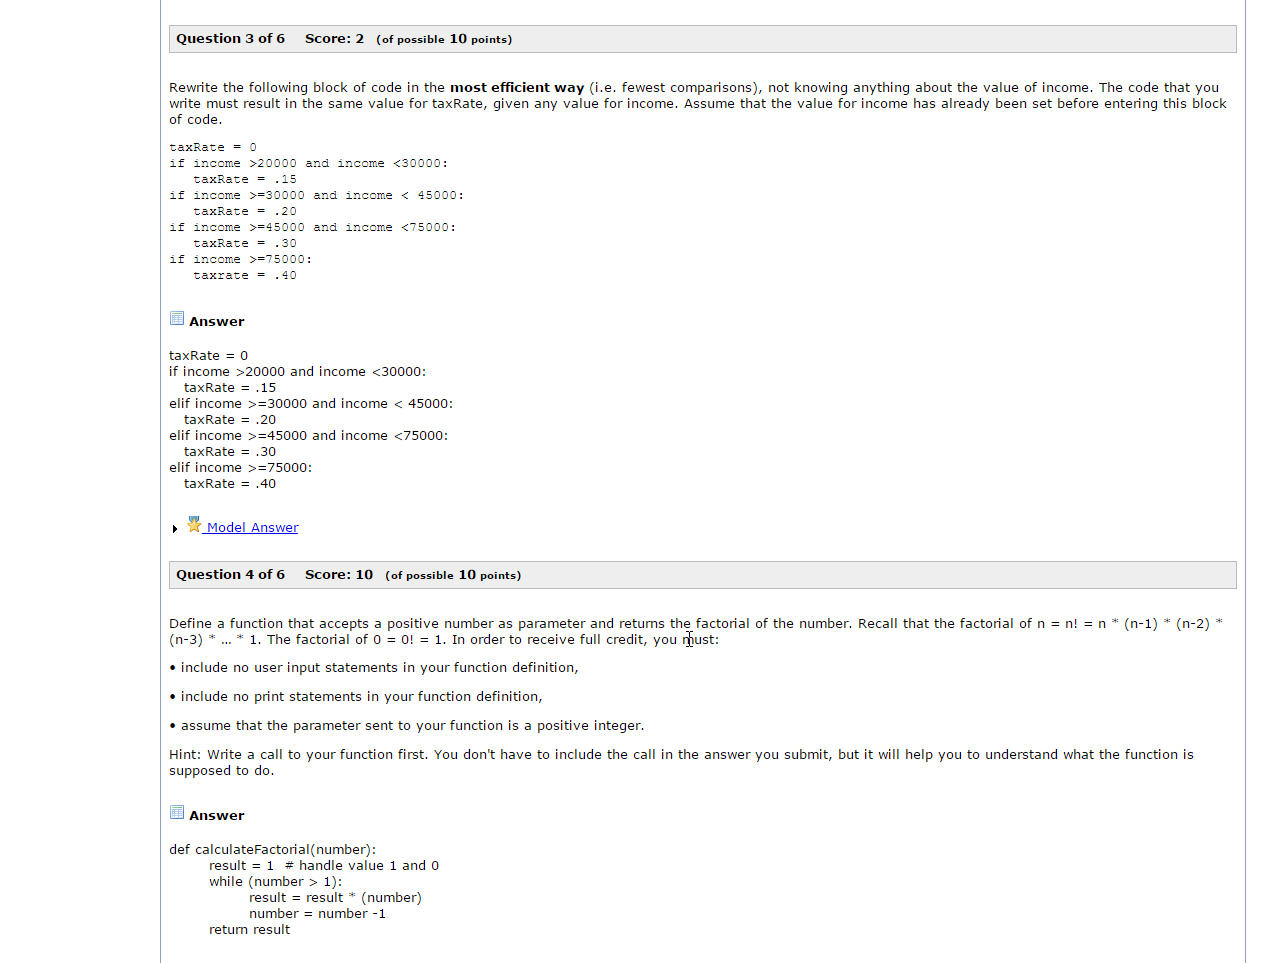 Question 3 of 6 Score: 2 (of possible 10 points)
Rewrite the following block of code in the most efficient way (i.e. fewest comparisons), not knowing anything about the value of income. The code that you
write must result in the same value for taxRate, given any value for income. Assume that the value for income has already been set before entering this block
of code.
taxRate = 0
if income >20000 and income <30000:
taxRate = .15
if income >=30000 and income < 45000:
taxRate = .20
if income >=45000 and income <75000:
taxRate = .30
if income >=75000:
taxrate = .40
Answer
taxRate = 0
if income >20000 and income <30000:
taxRate = .15
elif income >=30000 and income < 45000:
taxRate = .20
elif income >=45000 and income <75000:
taxRate = .30
elif income >=75000:
taxRate = .40
Model Answer
Question 4 of 6 Score: 10 (of possible 10 points)
Define a function that accepts a positive number as parameter and returns the factorial of the number. Recall that the factorial of n = n! = n * (n-1) * (n-2) *
(n-3) * ... * 1. The factorial of 0 = 0! = 1. In order to receive full credit, you must:
• include no user input statements in your function definition,
• include no print statements in your function definition,
• assume that the parameter sent to your function is a positive integer.
Hint: Write a call to your function first. You don't have to include the call in the answer you submit, but it will help you to understand what the function is
supposed to do.
Answer
def calculateFactorial(number):
result = 1 # handle value 1 and 0
while (number > 1):
result = result * (number)
number = number -1
return result